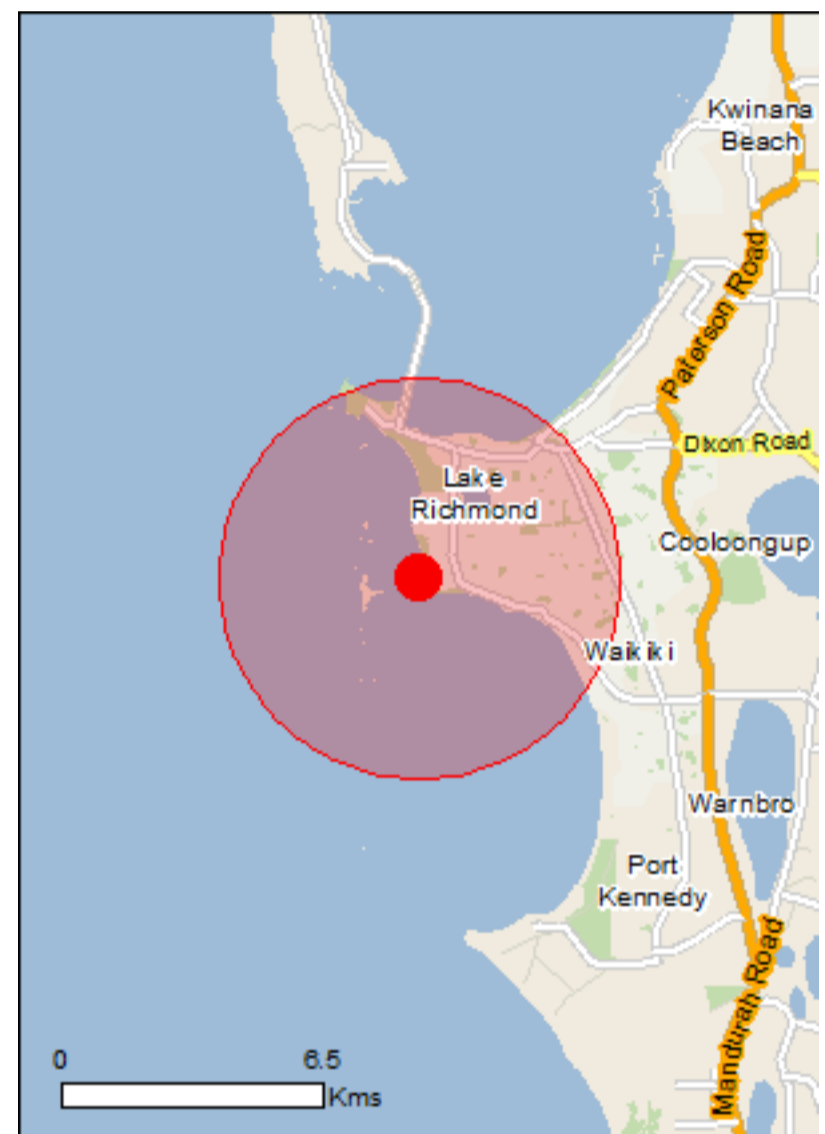 Kwinana
Beach
Paterson Road
Dixon Road
Lake
Richmond
Cooloongup
Waikiki
Warnbro
Port
Kennedy
Mandurah Road
0 6.5
Kms